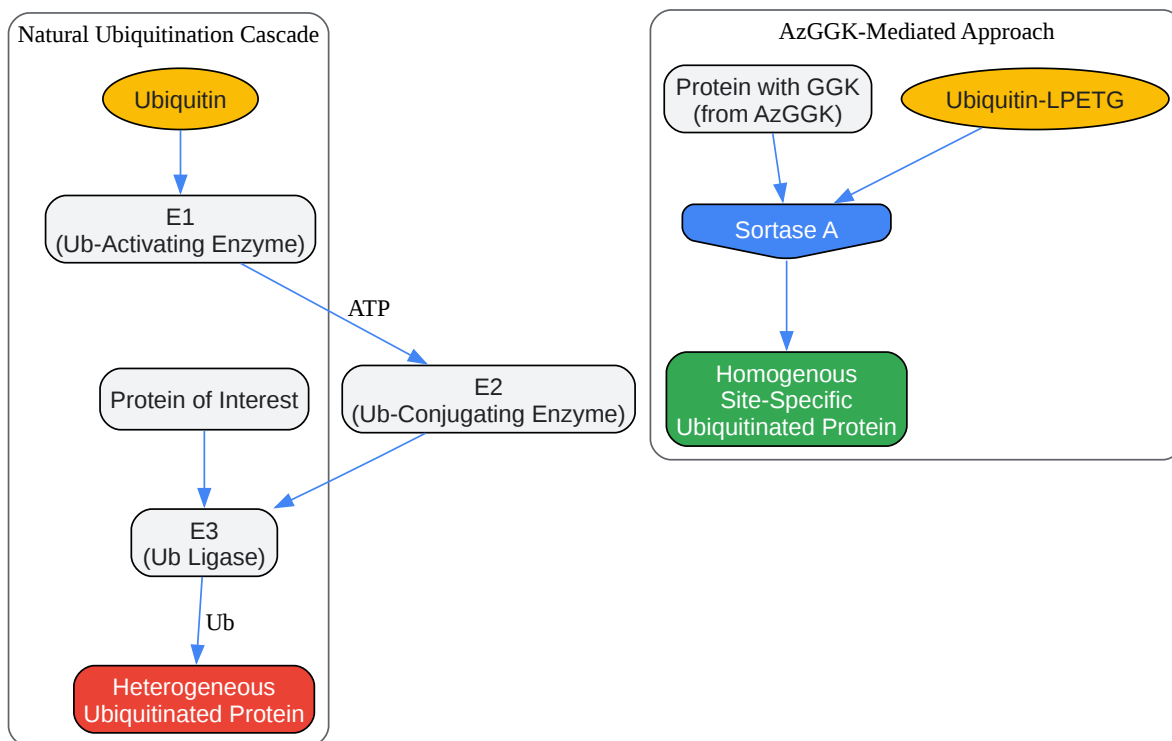 Natural Ubiquitination Cascade
Ubiquitin
E1
(Ub-Activating Enzyme)
ATP
E2
(Ub-Conjugating Enzyme)
Protein of Interest
E3
(Ub Ligase)
Ub
Heterogeneous
Ubiquitinated Protein
AzGGK-Mediated Approach
Protein with GGK
(from AzGGK)
Ubiquitin-LPETG
Sortase A
Homogenous
Site-Specific
Ubiquitinated Protein